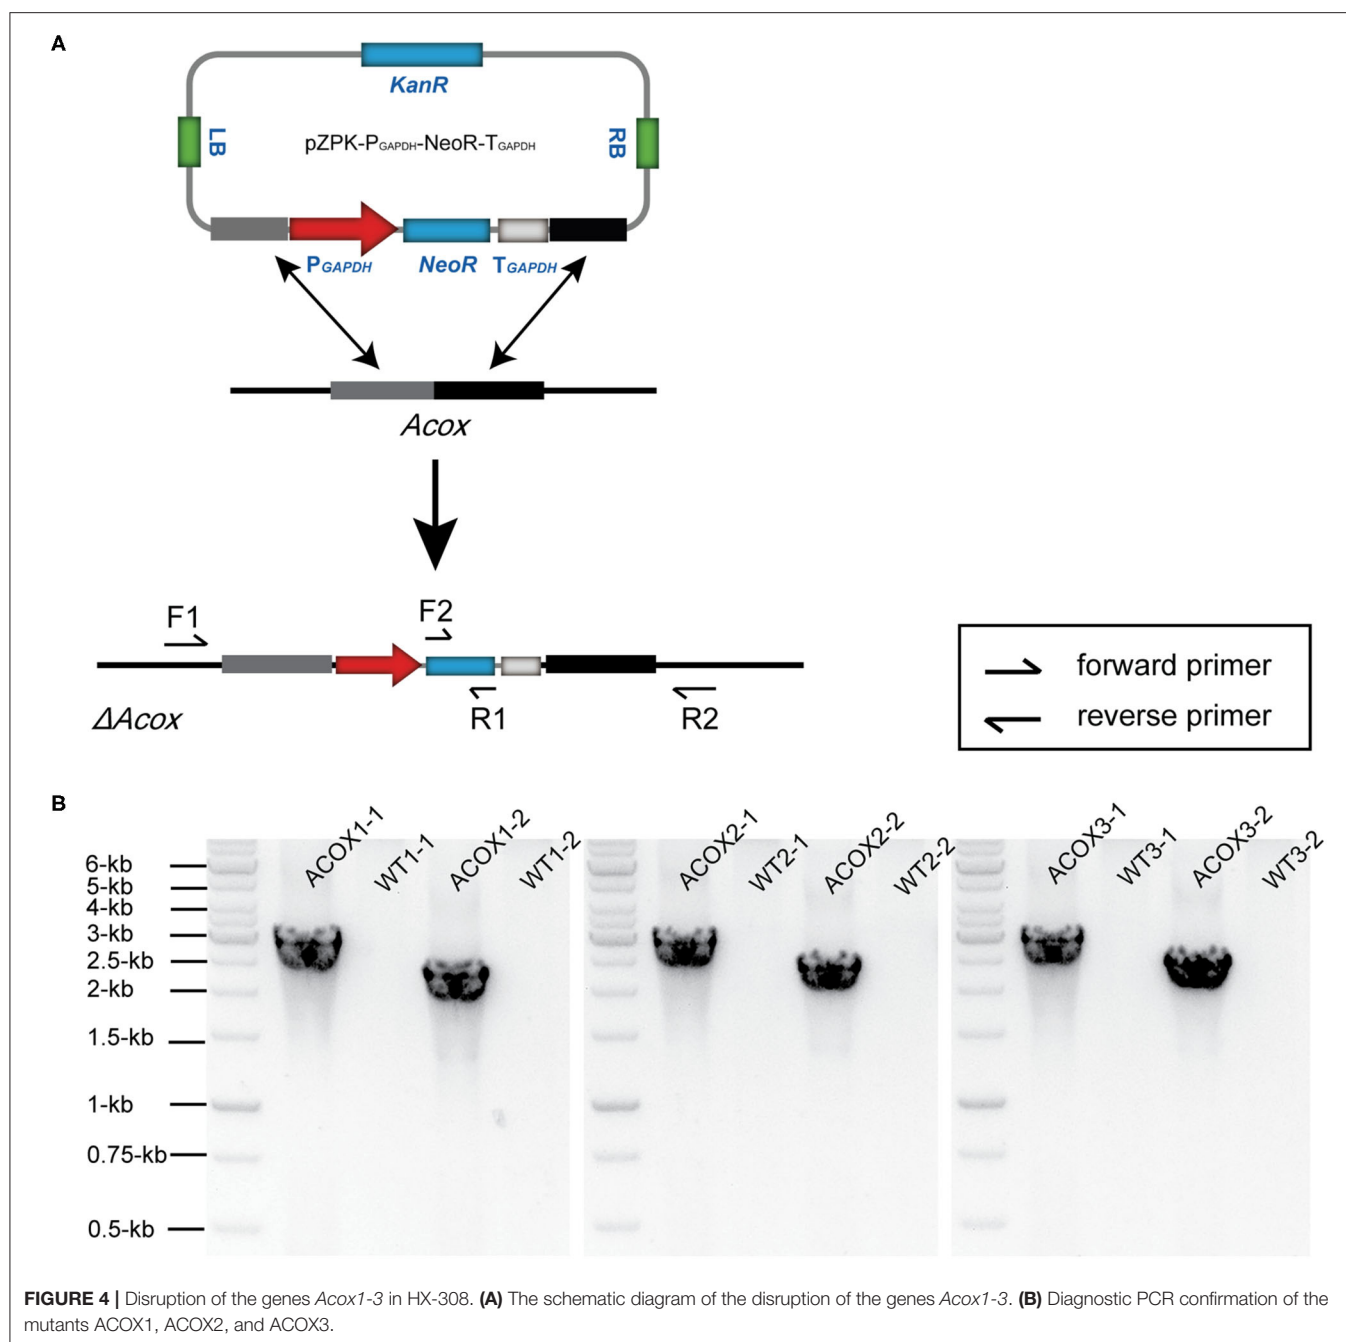 A
KanR
LB
pZPK-PGAPDH-NeoR-TGAPDH
RB
PGAPDH
NeoR
TGAPDH
Acox
F1
F2
R1
R2
ΔAcox
forward primer
reverse primer
B
ACOX1-1
WT1-1
ACOX1-2
WT1-2
ACOX2-1
WT2-1
ACOX2-2
WT2-2
ACOX3-1
WT3-1
ACOX3-2
WT3-2
6-kb
5-kb
4-kb
3-kb
2.5-kb
2-kb
1.5-kb
1-kb
0.75-kb
0.5-kb
FIGURE 4 | Disruption of the genes Acox1-3 in HX-308. (A) The schematic diagram of the disruption of the genes Acox1-3. (B) Diagnostic PCR confirmation of the
mutants ACOX1, ACOX2, and ACOX3.